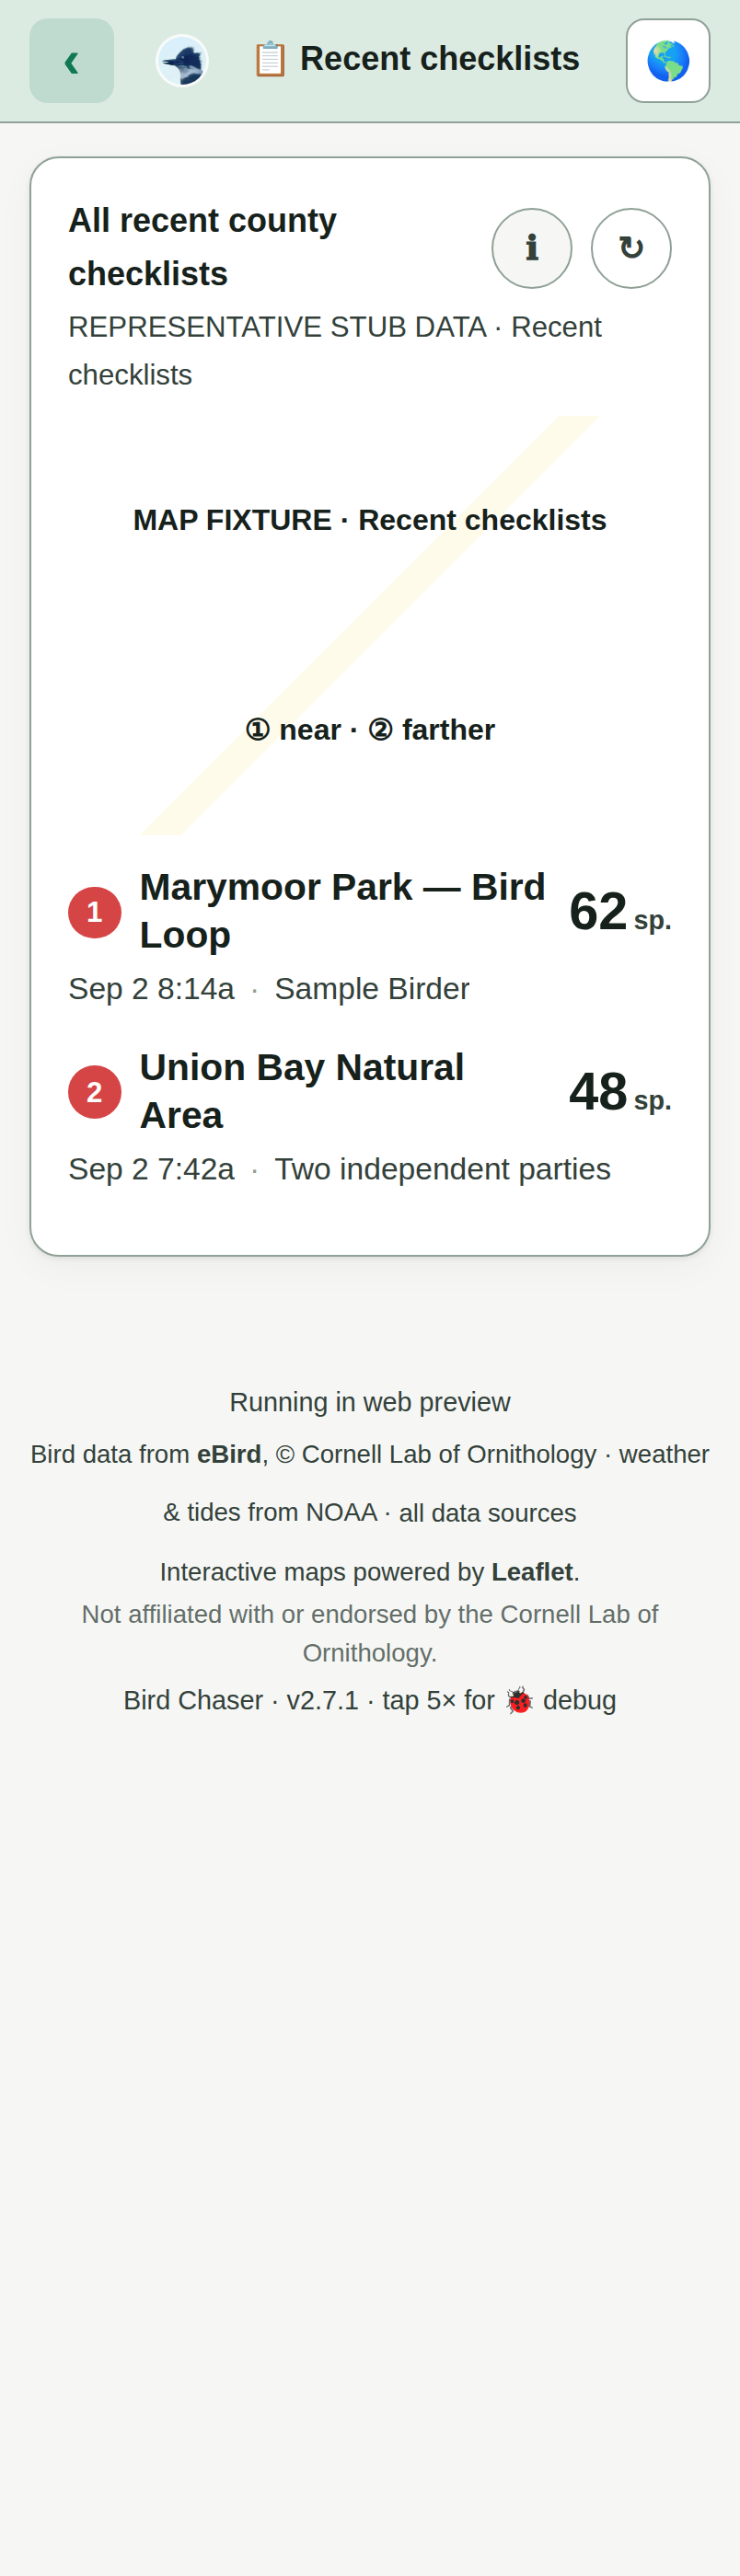 ‹ 📋 Recent checklists 🌎
All recent county
checklists
ℹ ↻
REPRESENTATIVE STUB DATA · Recent
checklists
MAP FIXTURE · Recent checklists
① near · ② farther
1 Marymoor Park — Bird
Loop
62 sp.
Sep 2 8:14a · Sample Birder
2 Union Bay Natural
Area
48 sp.
Sep 2 7:42a · Two independent parties
Running in web preview
Bird data from eBird, © Cornell Lab of Ornithology · weather
& tides from NOAA · all data sources
Interactive maps powered by Leaflet.
Not affiliated with or endorsed by the Cornell Lab of
Ornithology.
Bird Chaser · v2.7.1 · tap 5× for 🐞 debug